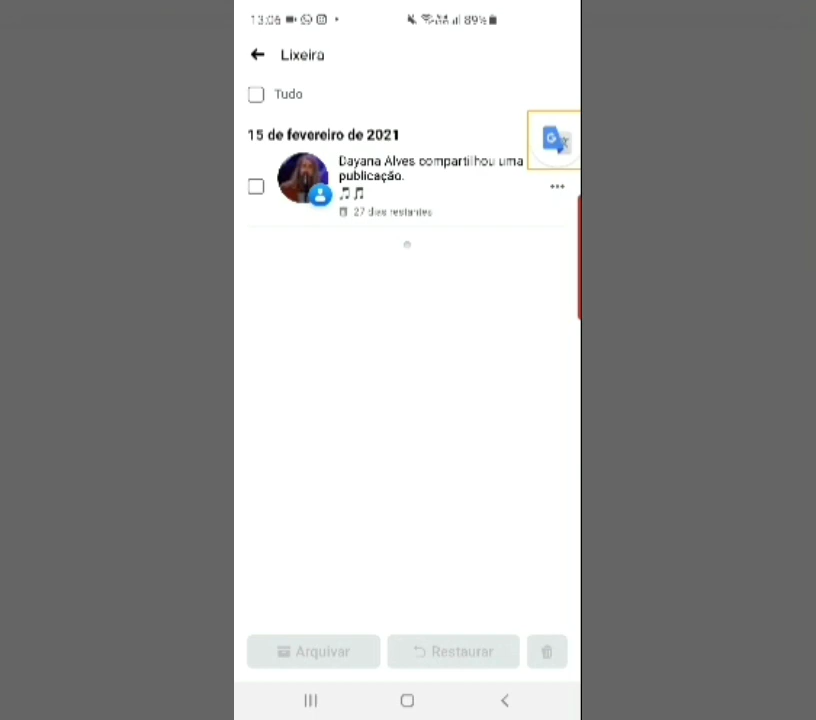 13:06
89%
Lixeira
Tudo
15 de fevereiro de 2021
Dayana Alves compartilhou uma
publicação.
27 dias restantes
Arquivar
Restaurar